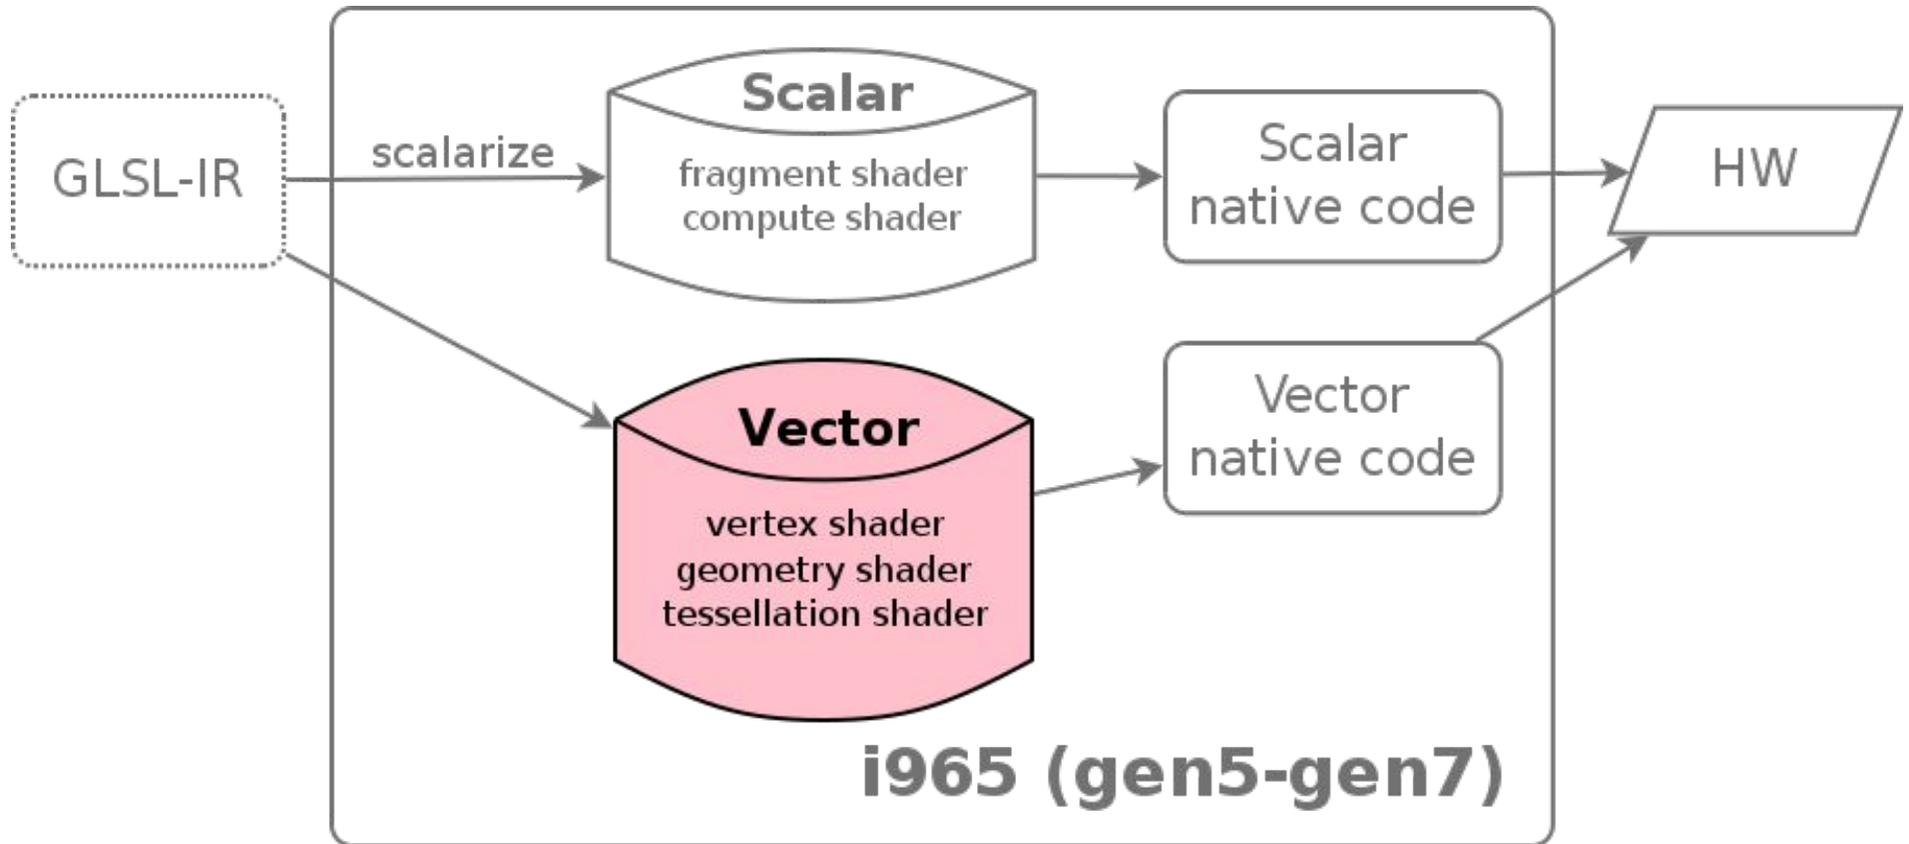 GLSL-IR
scalarize
Scalar
fragment shader
compute shader
Scalar
native code
HW
Vector
vertex shader
geometry shader
tessellation shader
Vector
native code
i965 (gen5-gen7)